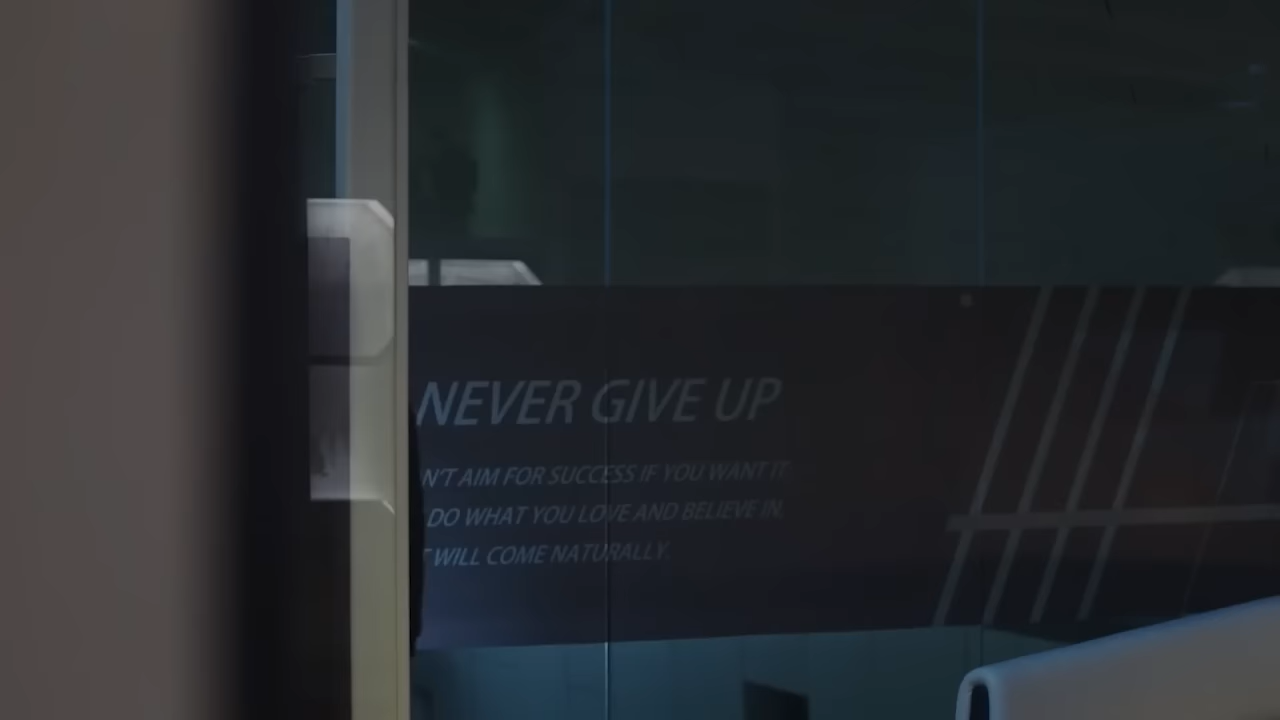 NEVER GIVE UP
N'T AIM FOR SUCCESS IF YOU WANT IT,
DO WHAT YOU LOVE AND BELIEVE IN,
T WILL COME NATURALLY.